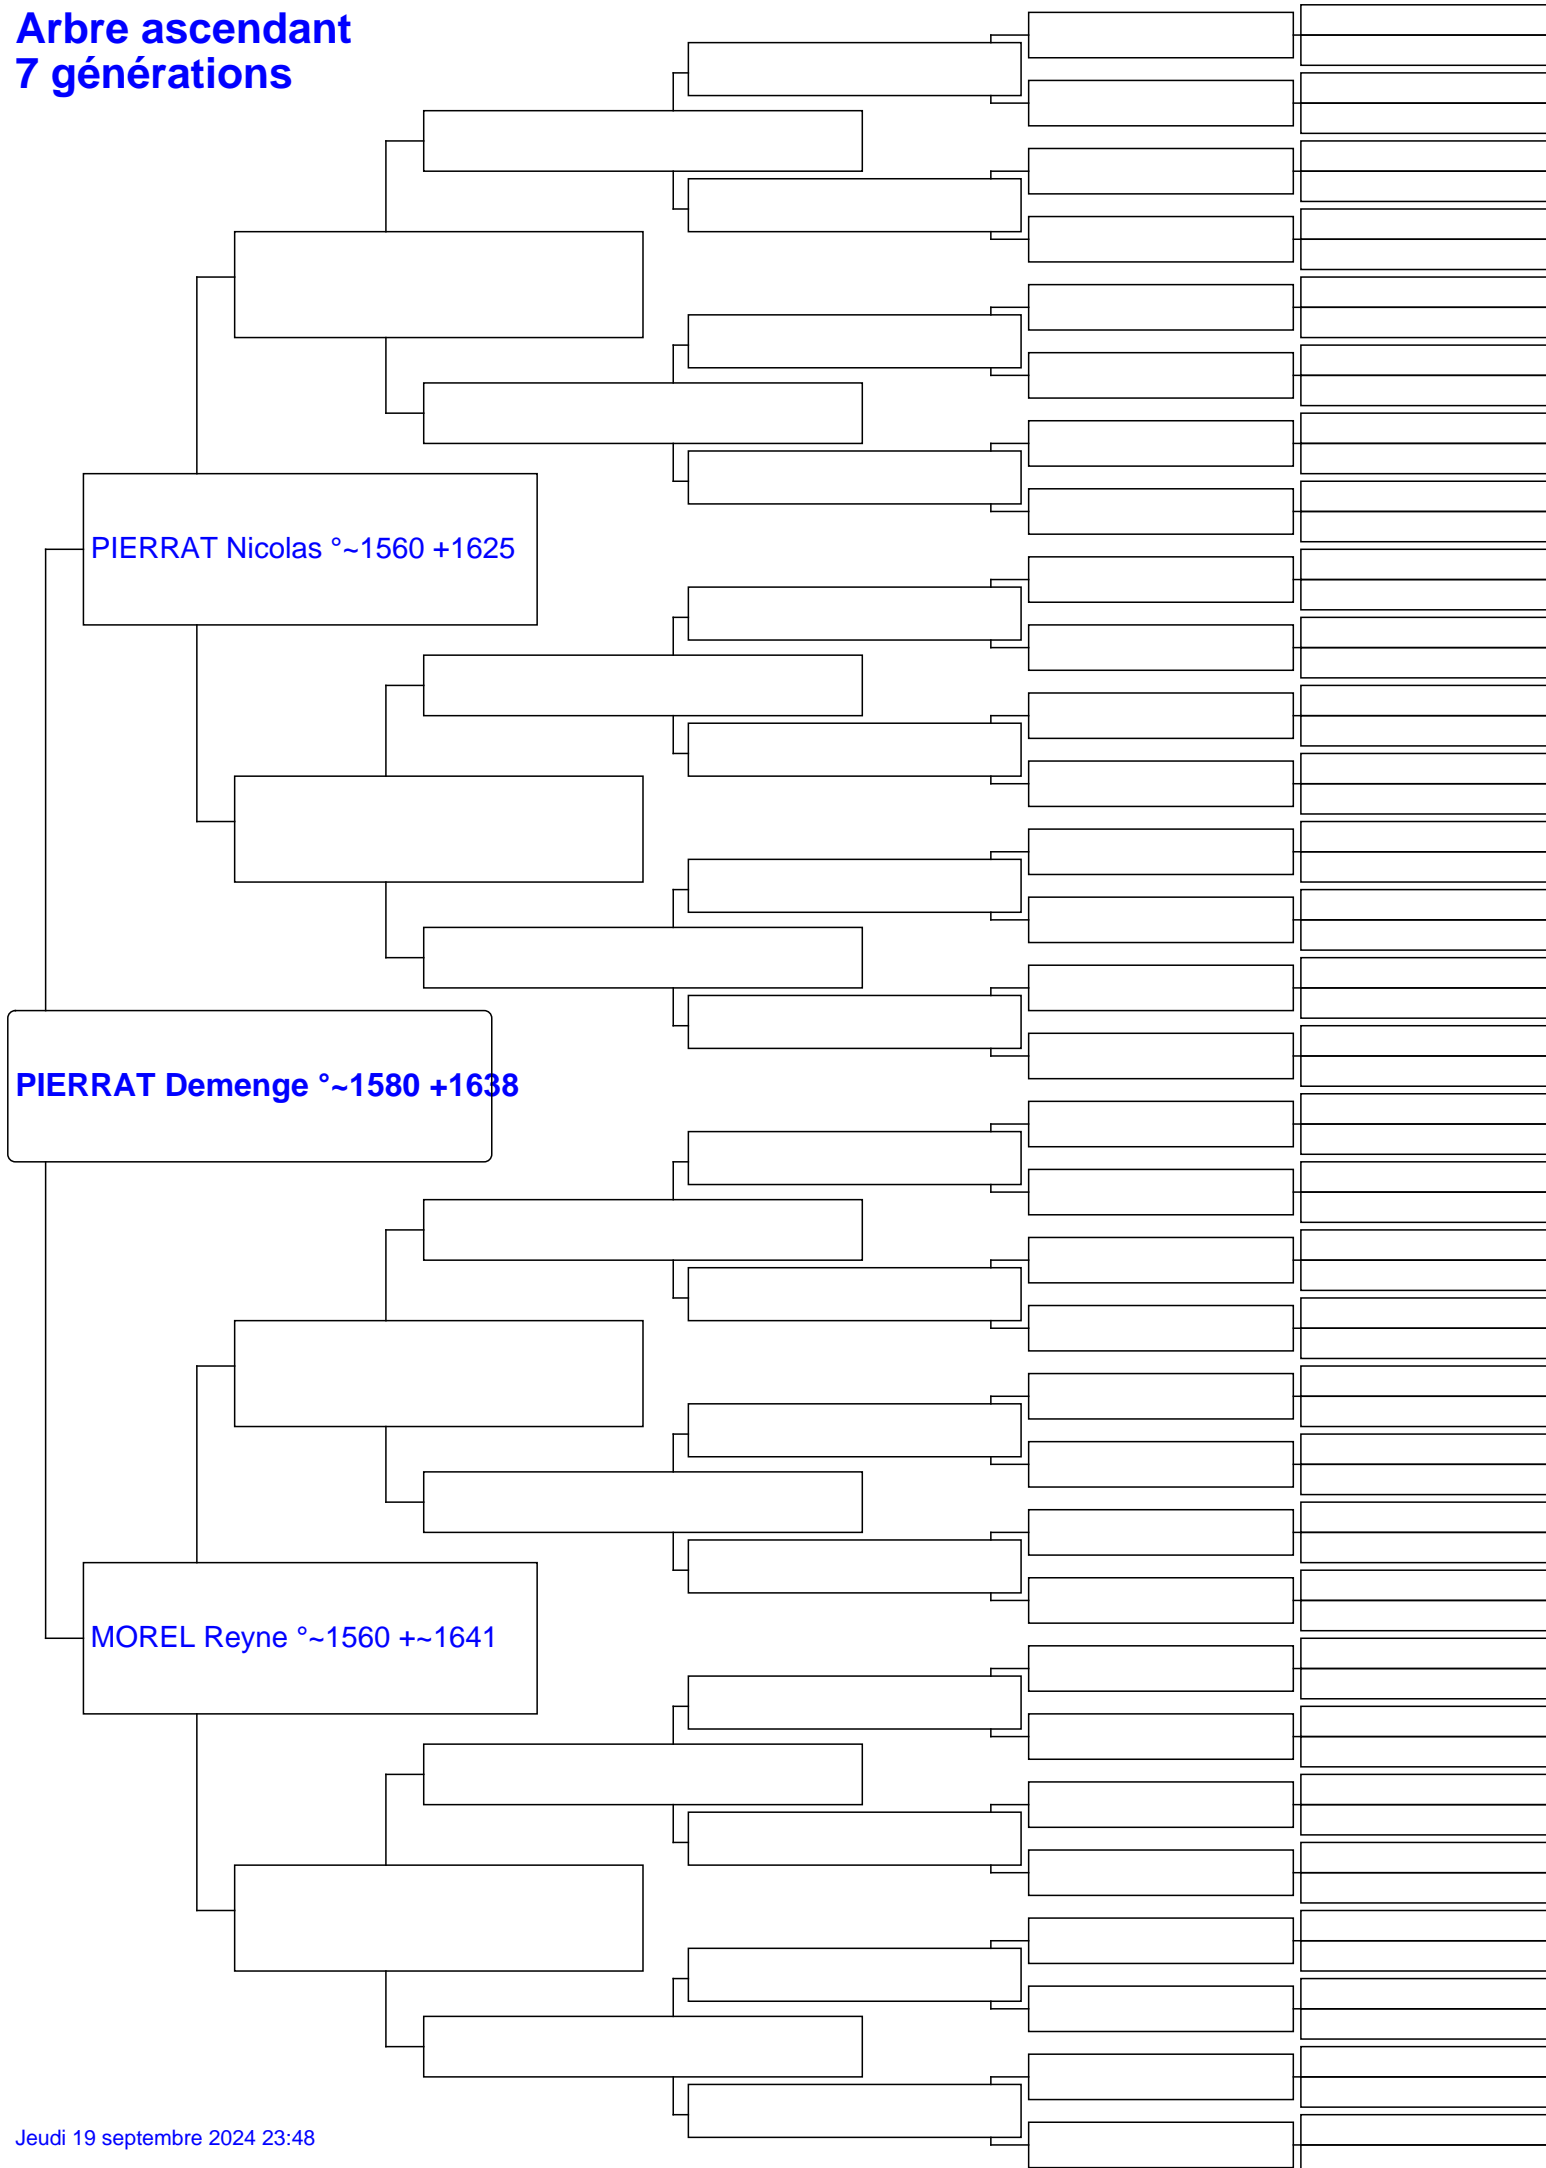 Arbre ascendant
7 générations
PIERRAT Nicolas °~1560 +1625
PIERRAT Demenge °~1580 +1638
MOREL Reyne °~1560 +~1641
Jeudi 19 septembre 2024 23:48